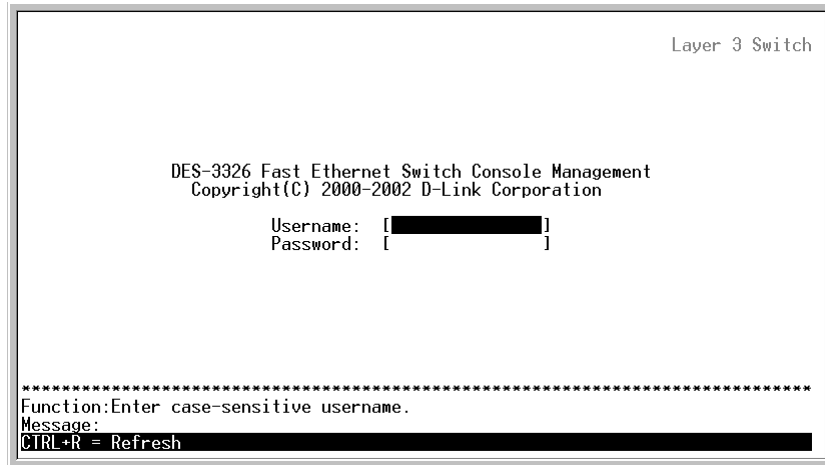 Layer 3 Switch
DES-3326 Fast Ethernet Switch Console Management
Copyright(C) 2000-2002 D-Link Corporation
Username: [ ]
Password: [ ]
*******************************************************************************
Function:Enter case-sensitive username.
Message:
CTRL+R = Refresh